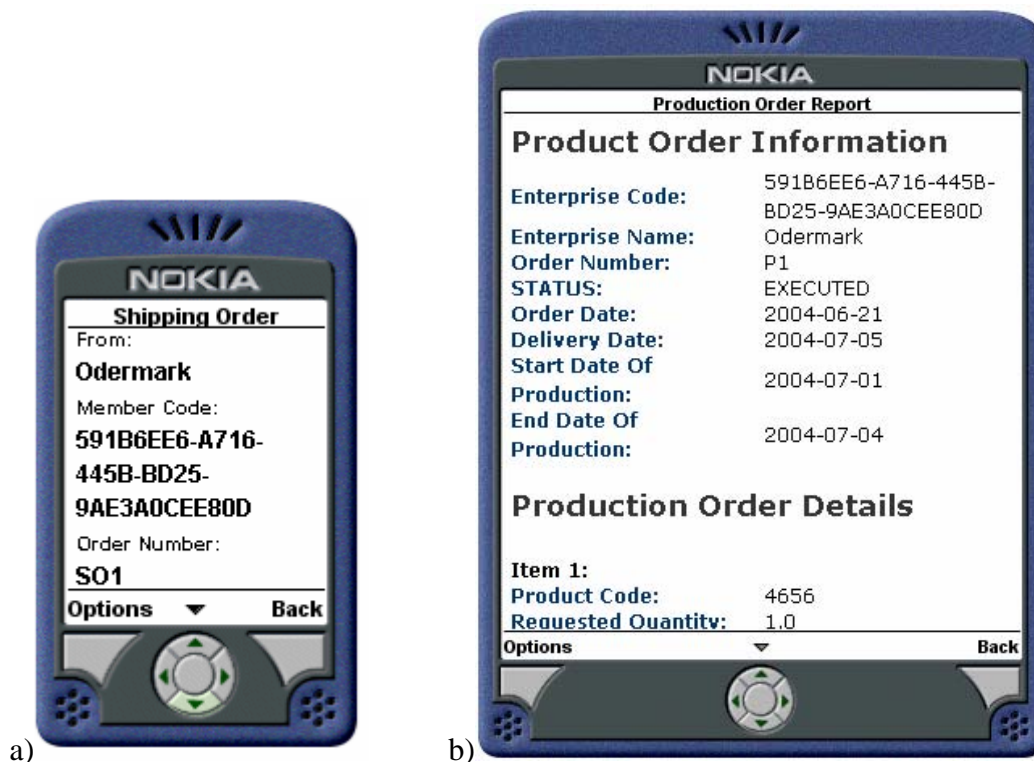 NOKIA
Shipping Order
From:
Odermark
Member Code:
591B6EE6-A716-
445B-BD25-
9AE3A0CEE80D
Order Number:
SO1
Options Back
a)
NOKIA
Production Order Report
Product Order Information
Enterprise Code: 591B6EE6-A716-445B-
BD25-9AE3A0CEE80D
Enterprise Name: Odermark
Order Number: P1
STATUS: EXECUTED
Order Date: 2004-06-21
Delivery Date: 2004-07-05
Start Date Of
Production: 2004-07-01
End Date Of
Production: 2004-07-04
Production Order Details
Item 1:
Product Code: 4656
Requested Quantity: 1.0
Options Back
b)